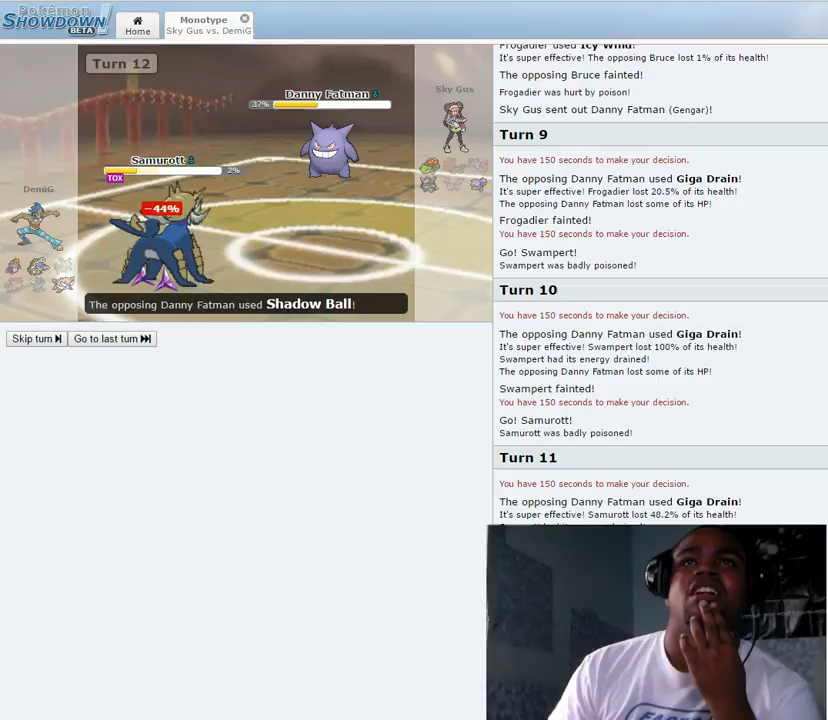 Pokémon
SHOWDOWN!
BETA
Home
Monotype
Sky Gus vs. DemiG
Turn 12
Danny Fatman
37%
Sky Gus
Samurott
2%
TOX
DemiG
−44%
The opposing Danny Fatman used Shadow Ball!
Skip turn
Go to last turn
Frogadier used Icy Wind!
It's super effective! The opposing Bruce lost 1% of its health!
The opposing Bruce fainted!
Frogadier was hurt by poison!
Sky Gus sent out Danny Fatman (Gengar)!
Turn 9
You have 150 seconds to make your decision.
The opposing Danny Fatman used Giga Drain!
It's super effective! Frogadier lost 20.5% of its health!
The opposing Danny Fatman lost some of its HP!
Frogadier fainted!
You have 150 seconds to make your decision.
Go! Swampert!
Swampert was badly poisoned!
Turn 10
You have 150 seconds to make your decision.
The opposing Danny Fatman used Giga Drain!
It's super effective! Swampert lost 100% of its health!
Swampert had its energy drained!
The opposing Danny Fatman lost some of its HP!
Swampert fainted!
You have 150 seconds to make your decision.
Go! Samurott!
Samurott was badly poisoned!
Turn 11
You have 150 seconds to make your decision.
The opposing Danny Fatman used Giga Drain!
It's super effective! Samurott lost 48.2% of its health!